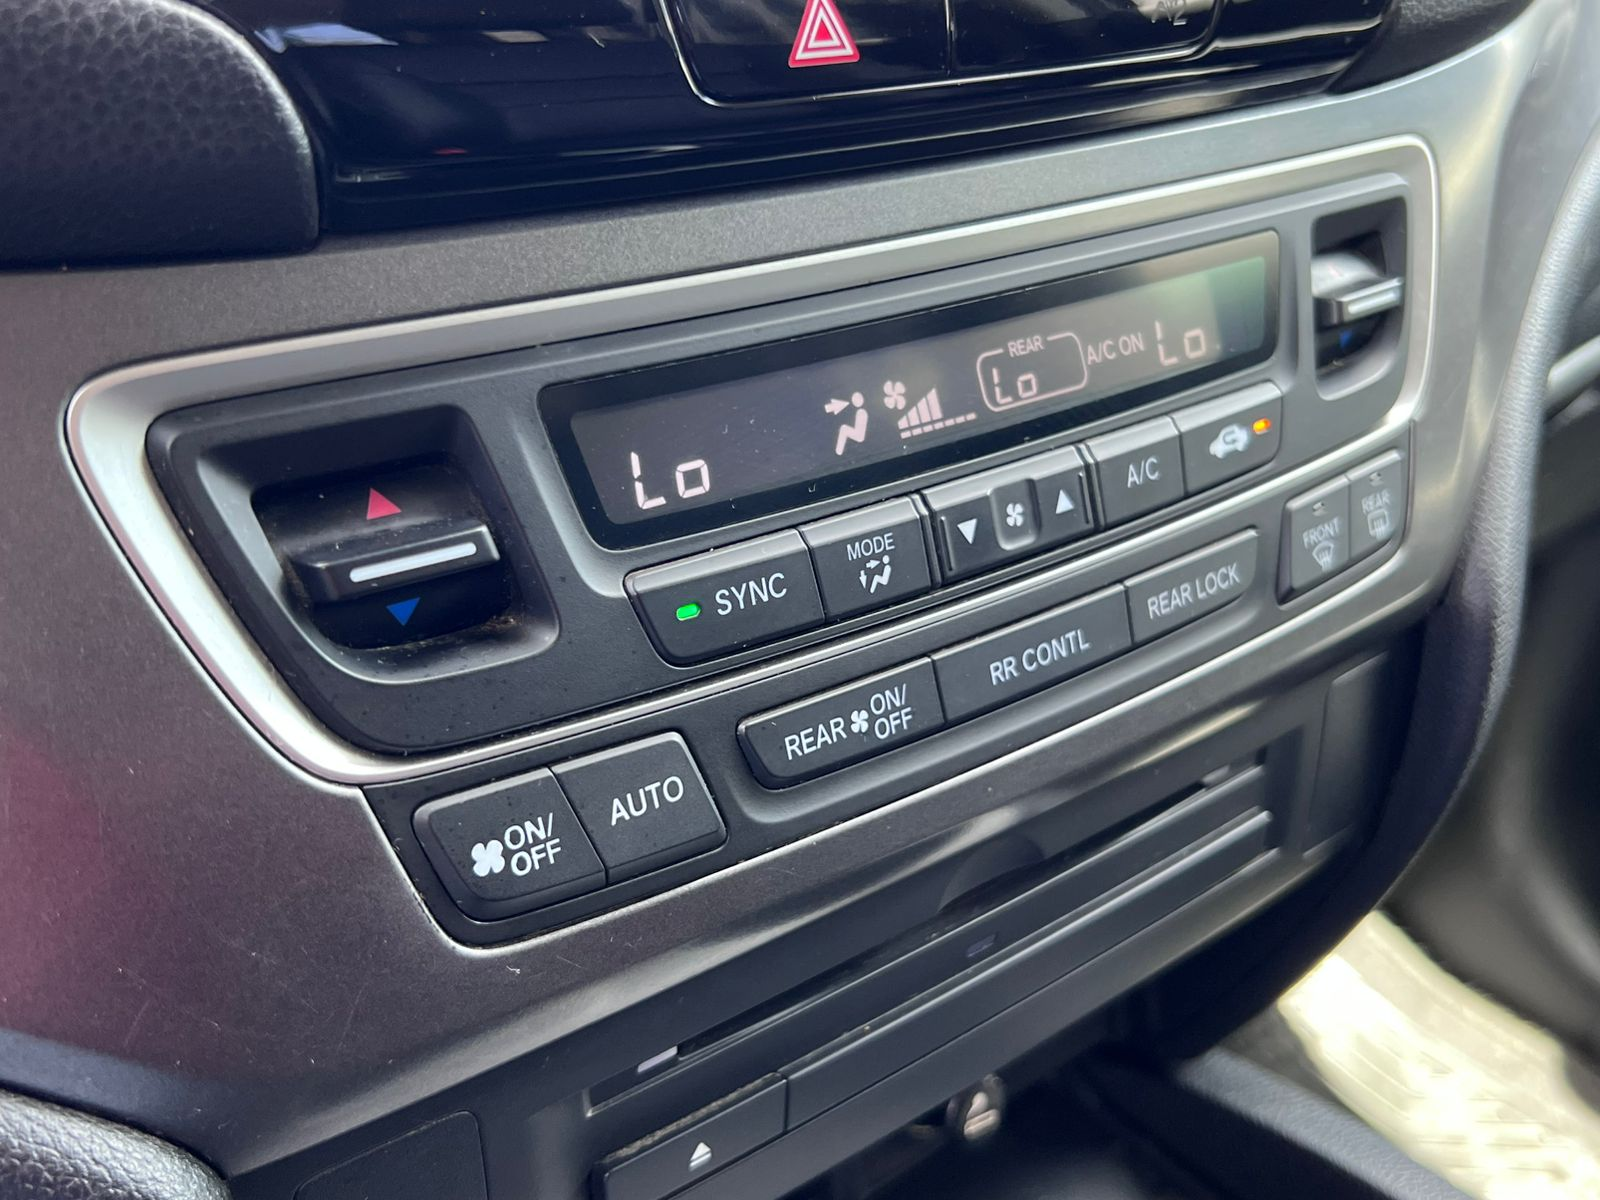 REAR
Lo
Lo
A/C ON
Lo
SYNC
MODE
A/C
FRONT
REAR
REAR ON/
OFF
RR CONTL
REAR LOCK
ON/
OFF
AUTO